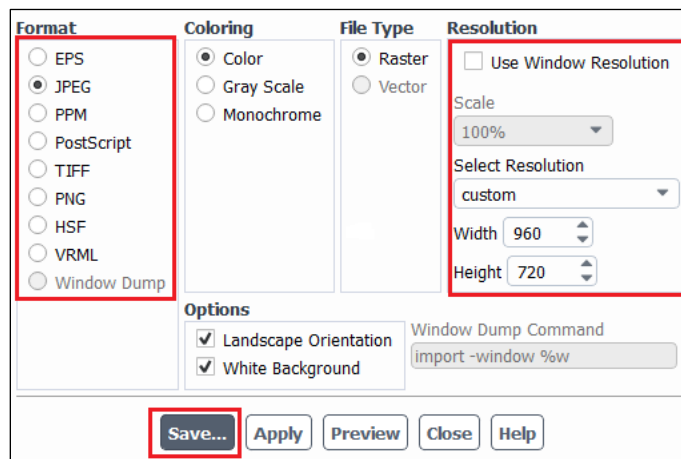 Format
EPS
JPEG
PPM
PostScript
TIFF
PNG
HSF
VRML
Window Dump
Coloring
Color
Gray Scale
Monochrome
File Type
Raster
Vector
Resolution
Use Window Resolution
Scale
100%
Select Resolution
custom
Width 960
Height 720
Options
Landscape Orientation
White Background
Window Dump Command
import -window %w
Save... Apply Preview Close Help